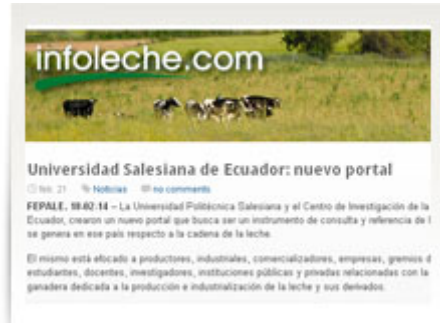 infoleche.com
Universidad Salesiana de Ecuador: nuevo portal
feb. 21 Noticias no comments
FEPALE, 18-02-14 – La Universidad Politécnica Salesiana y el Centro de Investigación de la
Ecuador, crearon un nuevo portal que busca ser un instrumento de consulta y referencia de l
se genera en ese país respecto a la cadena de la leche.
El mismo está efocado a productores, industriales, comercializadores, empresas, gremios d
estudiantes, docentes, investigadores, instituciones públicas y privadas relacionadas con la
ganadera dedicada a la producción e industrialización de la leche y sus derivados.